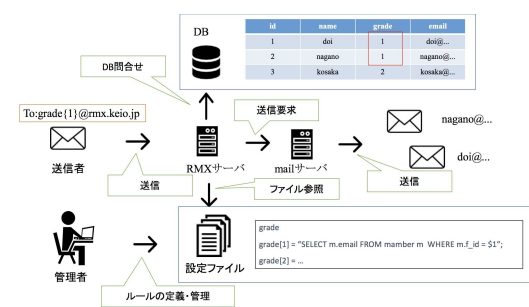 DB
id name grade email
1 doi 1 doi@...
2 nagano 1 nagano@...
3 kosaka 2 kosaka@...
DB問合せ
To:grade{1}@rmx.keio.jp
送信要求
nagano@...
doi@...
送信者
送信
RMXサーバ
mailサーバ
送信
ファイル参照
管理者
ルールの定義・管理
設定ファイル
grade
grade[1] = "SELECT m.email FROM mamber m WHERE m.f_id = $1";
grade[2] = ...